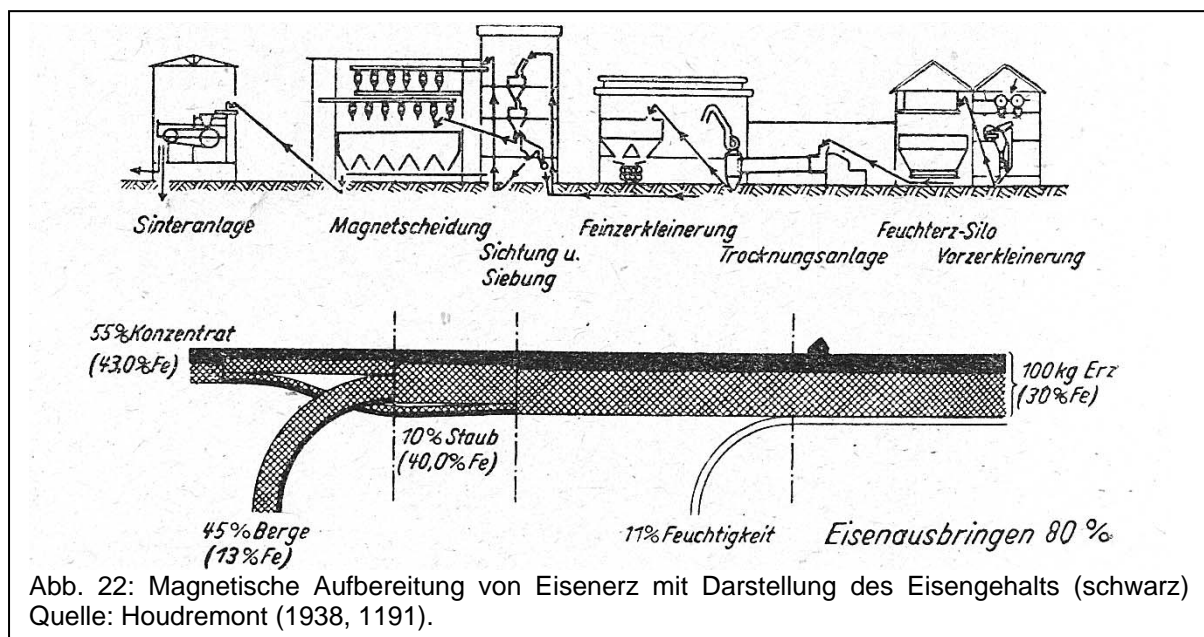 Sinteranlage
Magnetscheidung
Sichtung u.
Siebung
Feinzerkleinerung
Trocknungsanlage
Feuchterz-Silo
Vorzerkleinerung
55% Konzentrat
(43,0% Fe)
100 kg Erz
(30% Fe)
10% Staub
(40,0% Fe)
45% Berge
(13% Fe)
11% Feuchtigkeit
Eisenausbringen 80 %
Abb. 22: Magnetische Aufbereitung von Eisenerz mit Darstellung des Eisengehalts (schwarz)
Quelle: Houdremont (1938, 1191).